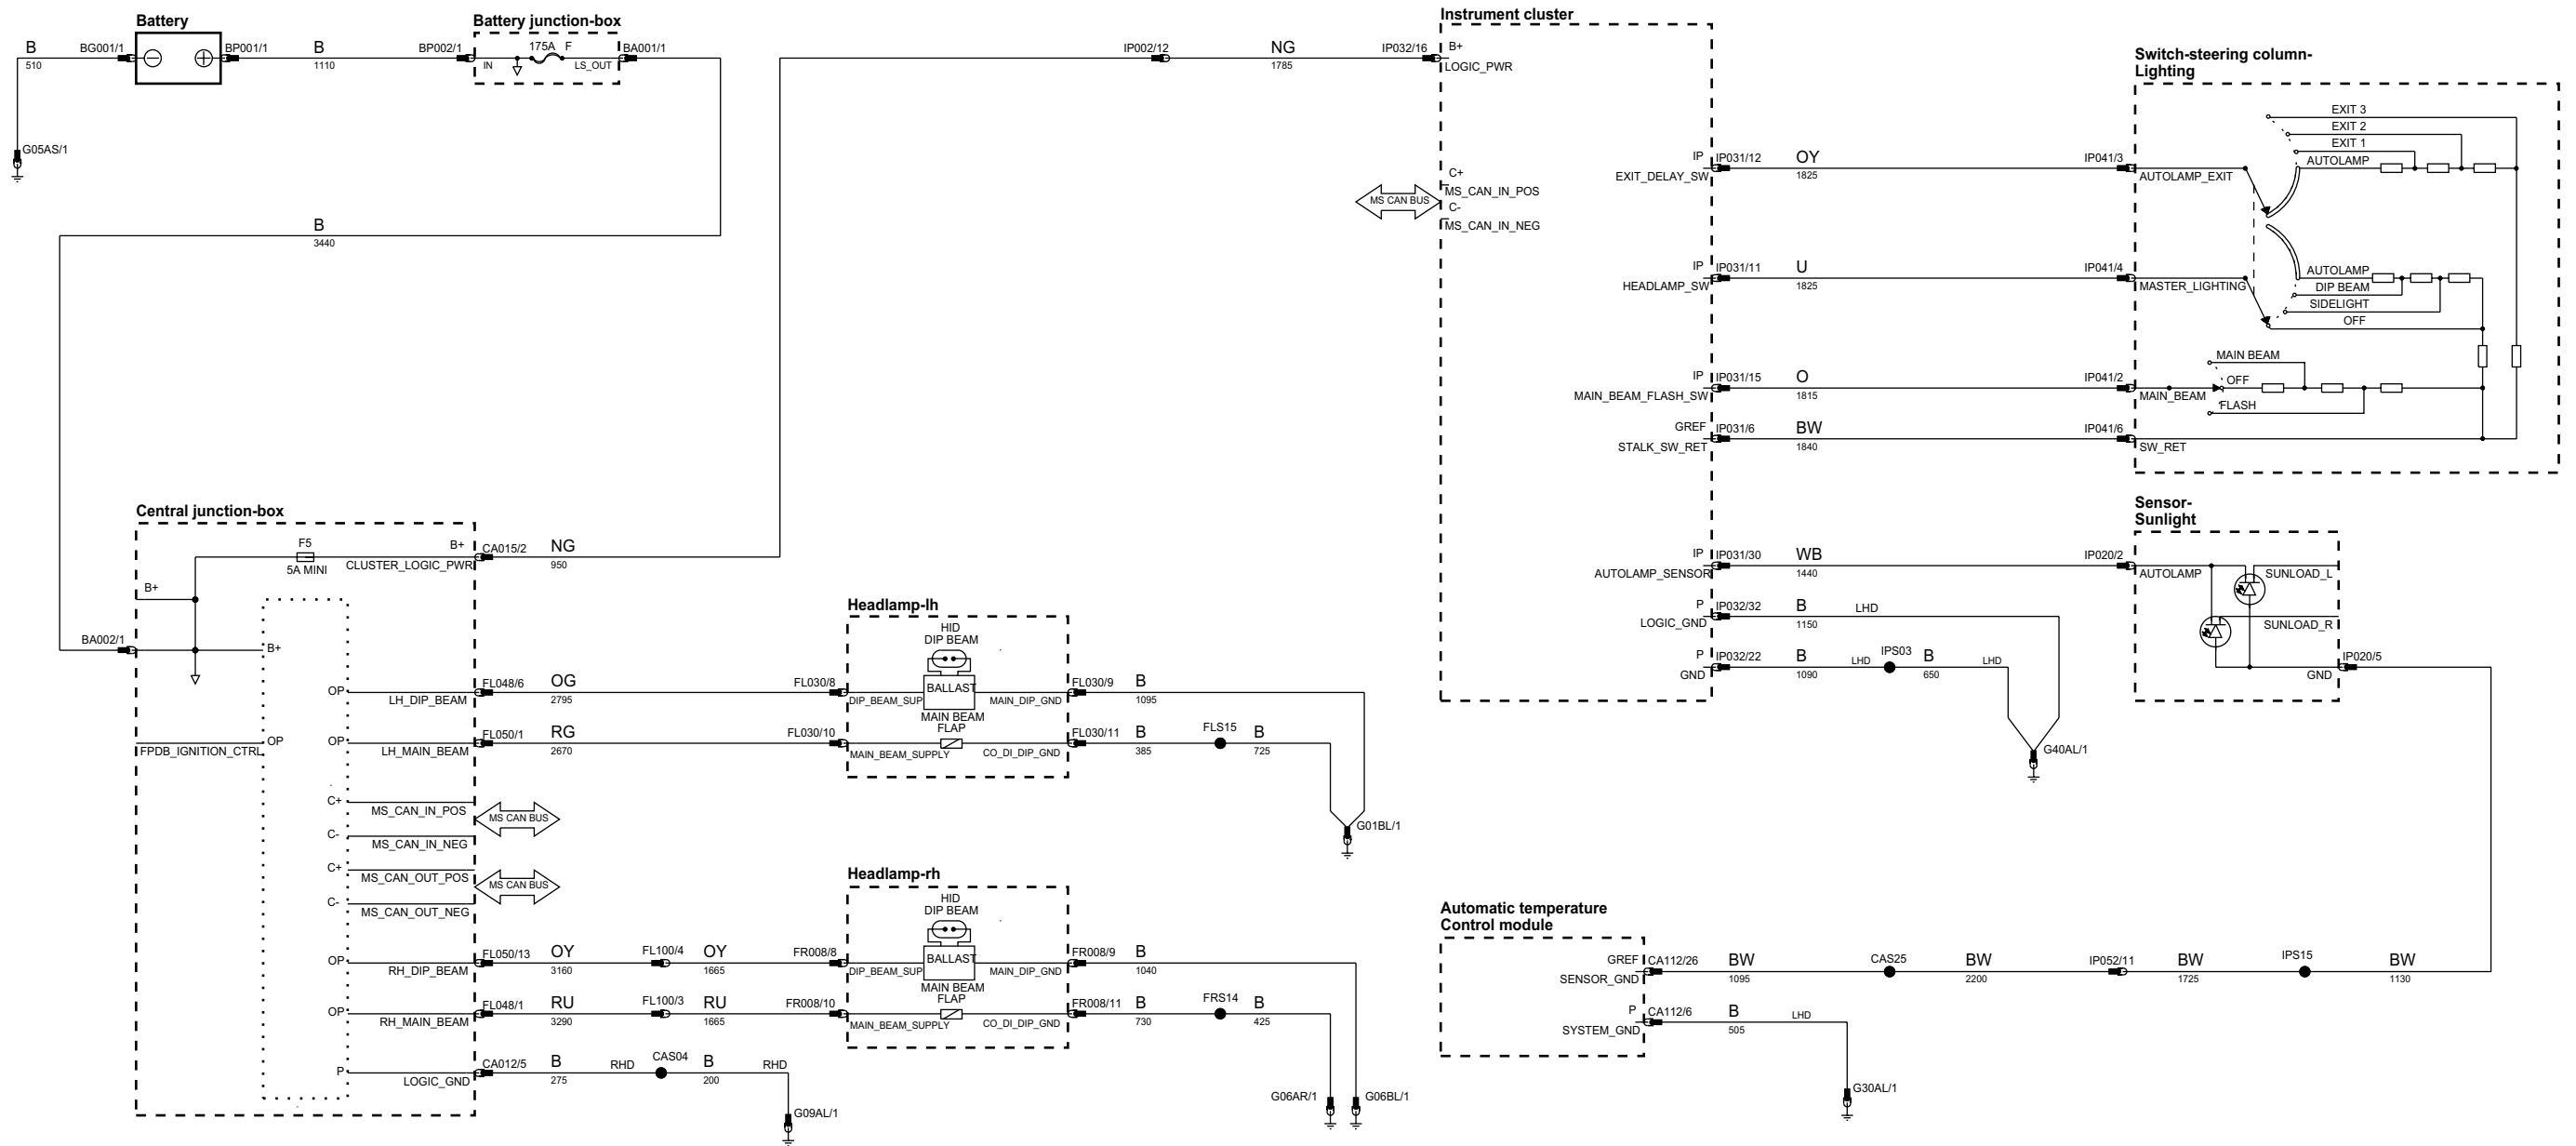 Battery
BG001/1
B
510
G05AS/1
BP001/1
B
1110
Battery junction-box
BP002/1
IN
175A F
LS_OUT
BA001/1
B
3440
IP002/12
NG
1785
IP032/16
Instrument cluster
B+
LOGIC_PWR
C+
MS_CAN_IN_POS
C-
MS_CAN_IN_NEG
MS CAN BUS
IP
EXIT_DELAY_SW
IP031/12
OY
1825
IP041/3
IP
HEADLAMP_SW
IP031/11
U
1825
IP041/4
IP
MAIN_BEAM_FLASH_SW
IP031/15
O
1815
IP041/2
GREF
STALK_SW_RET
IP031/6
BW
1840
IP041/6
Switch-steering column-
Lighting
EXIT 3
EXIT 2
EXIT 1
AUTOLAMP
AUTOLAMP_EXIT
AUTOLAMP
DIP BEAM
SIDELIGHT
OFF
MASTER_LIGHTING
MAIN BEAM
OFF
FLASH
MAIN_BEAM
SW_RET
IP
AUTOLAMP_SENSOR
IP031/30
WB
1440
IP020/2
P
LOGIC_GND
IP032/32
B
1150
LHD
P
GND
IP032/22
B
1090
LHD
IPS03
B
650
LHD
G40AL/1
Sensor-
Sunlight
AUTOLAMP
SUNLOAD_L
SUNLOAD_R
GND
IP020/5
Central junction-box
F5
5A MINI
B+
CLUSTER_LOGIC_PWR
CA015/2
NG
950
B+
BA002/1
B+
OP
LH_DIP_BEAM
FL048/6
OG
2795
FL030/8
FPDB_IGNITION_CTRL
OP
OP
LH_MAIN_BEAM
FL050/1
RG
2670
FL030/10
Headlamp-lh
HID
DIP BEAM
BALLAST
DIP_BEAM_SUP
MAIN_DIP_GND
MAIN BEAM
FLAP
MAIN_BEAM_SUPPLY
CO_DI_DIP_GND
FL030/9
B
1095
FL030/11
B
385
FLS15
B
725
G01BL/1
C+
MS_CAN_IN_POS
C-
MS_CAN_IN_NEG
MS CAN BUS
C+
MS_CAN_OUT_POS
C-
MS_CAN_OUT_NEG
MS CAN BUS
OP
RH_DIP_BEAM
FL050/13
OY
3160
FL100/4
OY
1665
FR008/8
OP
RH_MAIN_BEAM
FL048/1
RU
3290
FL100/3
RU
1665
FR008/10
P
LOGIC_GND
CA012/5
B
275
RHD
CAS04
B
200
RHD
G09AL/1
Headlamp-rh
HID
DIP BEAM
BALLAST
DIP_BEAM_SUP
MAIN_DIP_GND
MAIN BEAM
FLAP
MAIN_BEAM_SUPPLY
CO_DI_DIP_GND
FR008/9
B
1040
FR008/11
B
730
FRS14
B
425
G06AR/1
G06BL/1
Automatic temperature
Control module
GREF
SENSOR_GND
CA112/26
BW
1095
CAS25
BW
2200
IP052/11
BW
1725
IPS15
BW
1130
P
SYSTEM_GND
CA112/6
B
505
LHD
G30AL/1